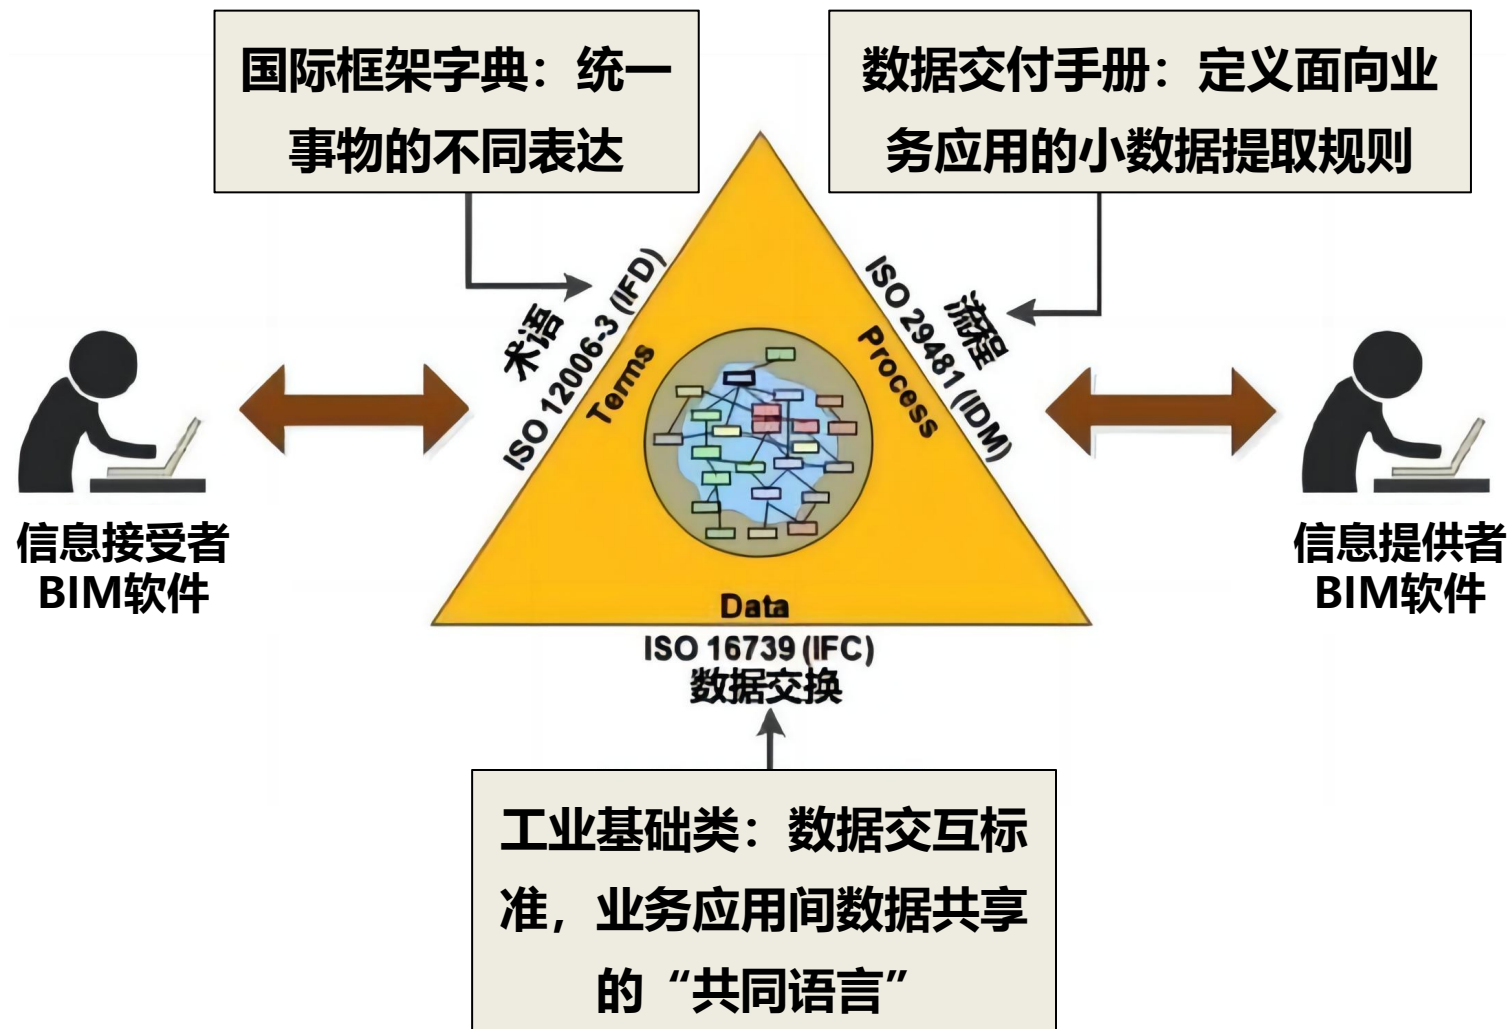 国际框架字典：统一
事物的不同表达
数据交付手册：定义面向业
务应用的小数据提取规则
术语
ISO 12006-3 (IFD)
Terms
流程
ISO 29481 (IDM)
Process
信息接受者
BIM软件
信息提供者
BIM软件
Data
ISO 16739 (IFC)
数据交换
工业基础类：数据交互标
准，业务应用间数据共享
的“共同语言”